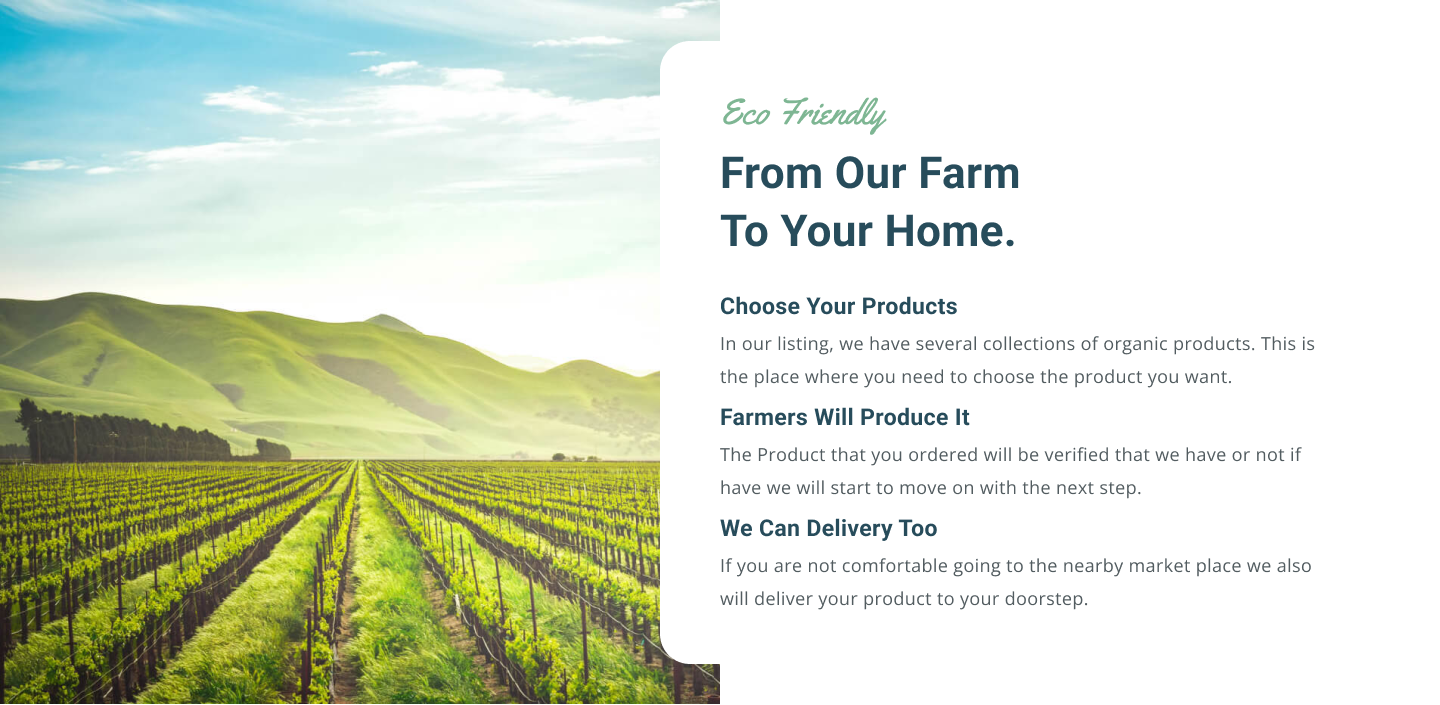 Eco Friendly
From Our Farm
To Your Home.
Choose Your Products
In our listing, we have several collections of organic products. This is
the place where you need to choose the product you want.
Farmers Will Produce It
The Product that you ordered will be verified that we have or not if
have we will start to move on with the next step.
We Can Delivery Too
If you are not comfortable going to the nearby market place we also
will deliver your product to your doorstep.